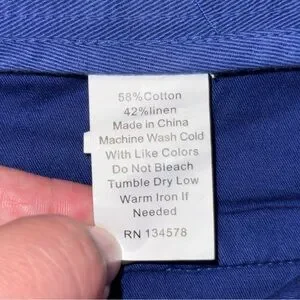 58%Cotton
42%linen
Made in China
Machine Wash Cold
With Like Colors
Do Not Bleach
Tumble Dry Low
Warm Iron If
Needed
RN 134578